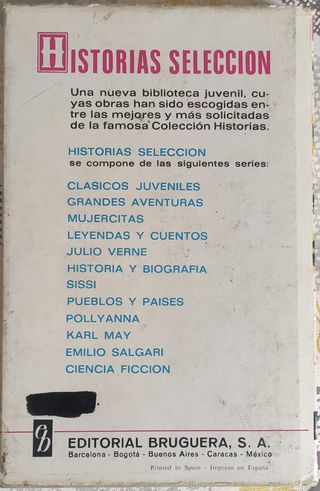 HISTORIAS SELECCION
Una nueva biblioteca juvenil, cu-
yas obras han sido escogidas en-
tre las mejores y más solicitadas
de la famosa Colección Historias.
HISTORIAS SELECCION
se compone de las siguientes series:
CLASICOS JUVENILES
GRANDES AVENTURAS
MUJERCITAS
LEYENDAS Y CUENTOS
JULIO VERNE
HISTORIA Y BIOGRAFIA
SISSI
PUEBLOS Y PAISES
POLLYANNA
KARL MAY
EMILIO SALGARI
CIENCIA FICCION
EDITORIAL BRUGUERA, S. A.
Barcelona - Bogotá - Buenos Aires - Caracas - México
Printed in Spain - Impreso en España